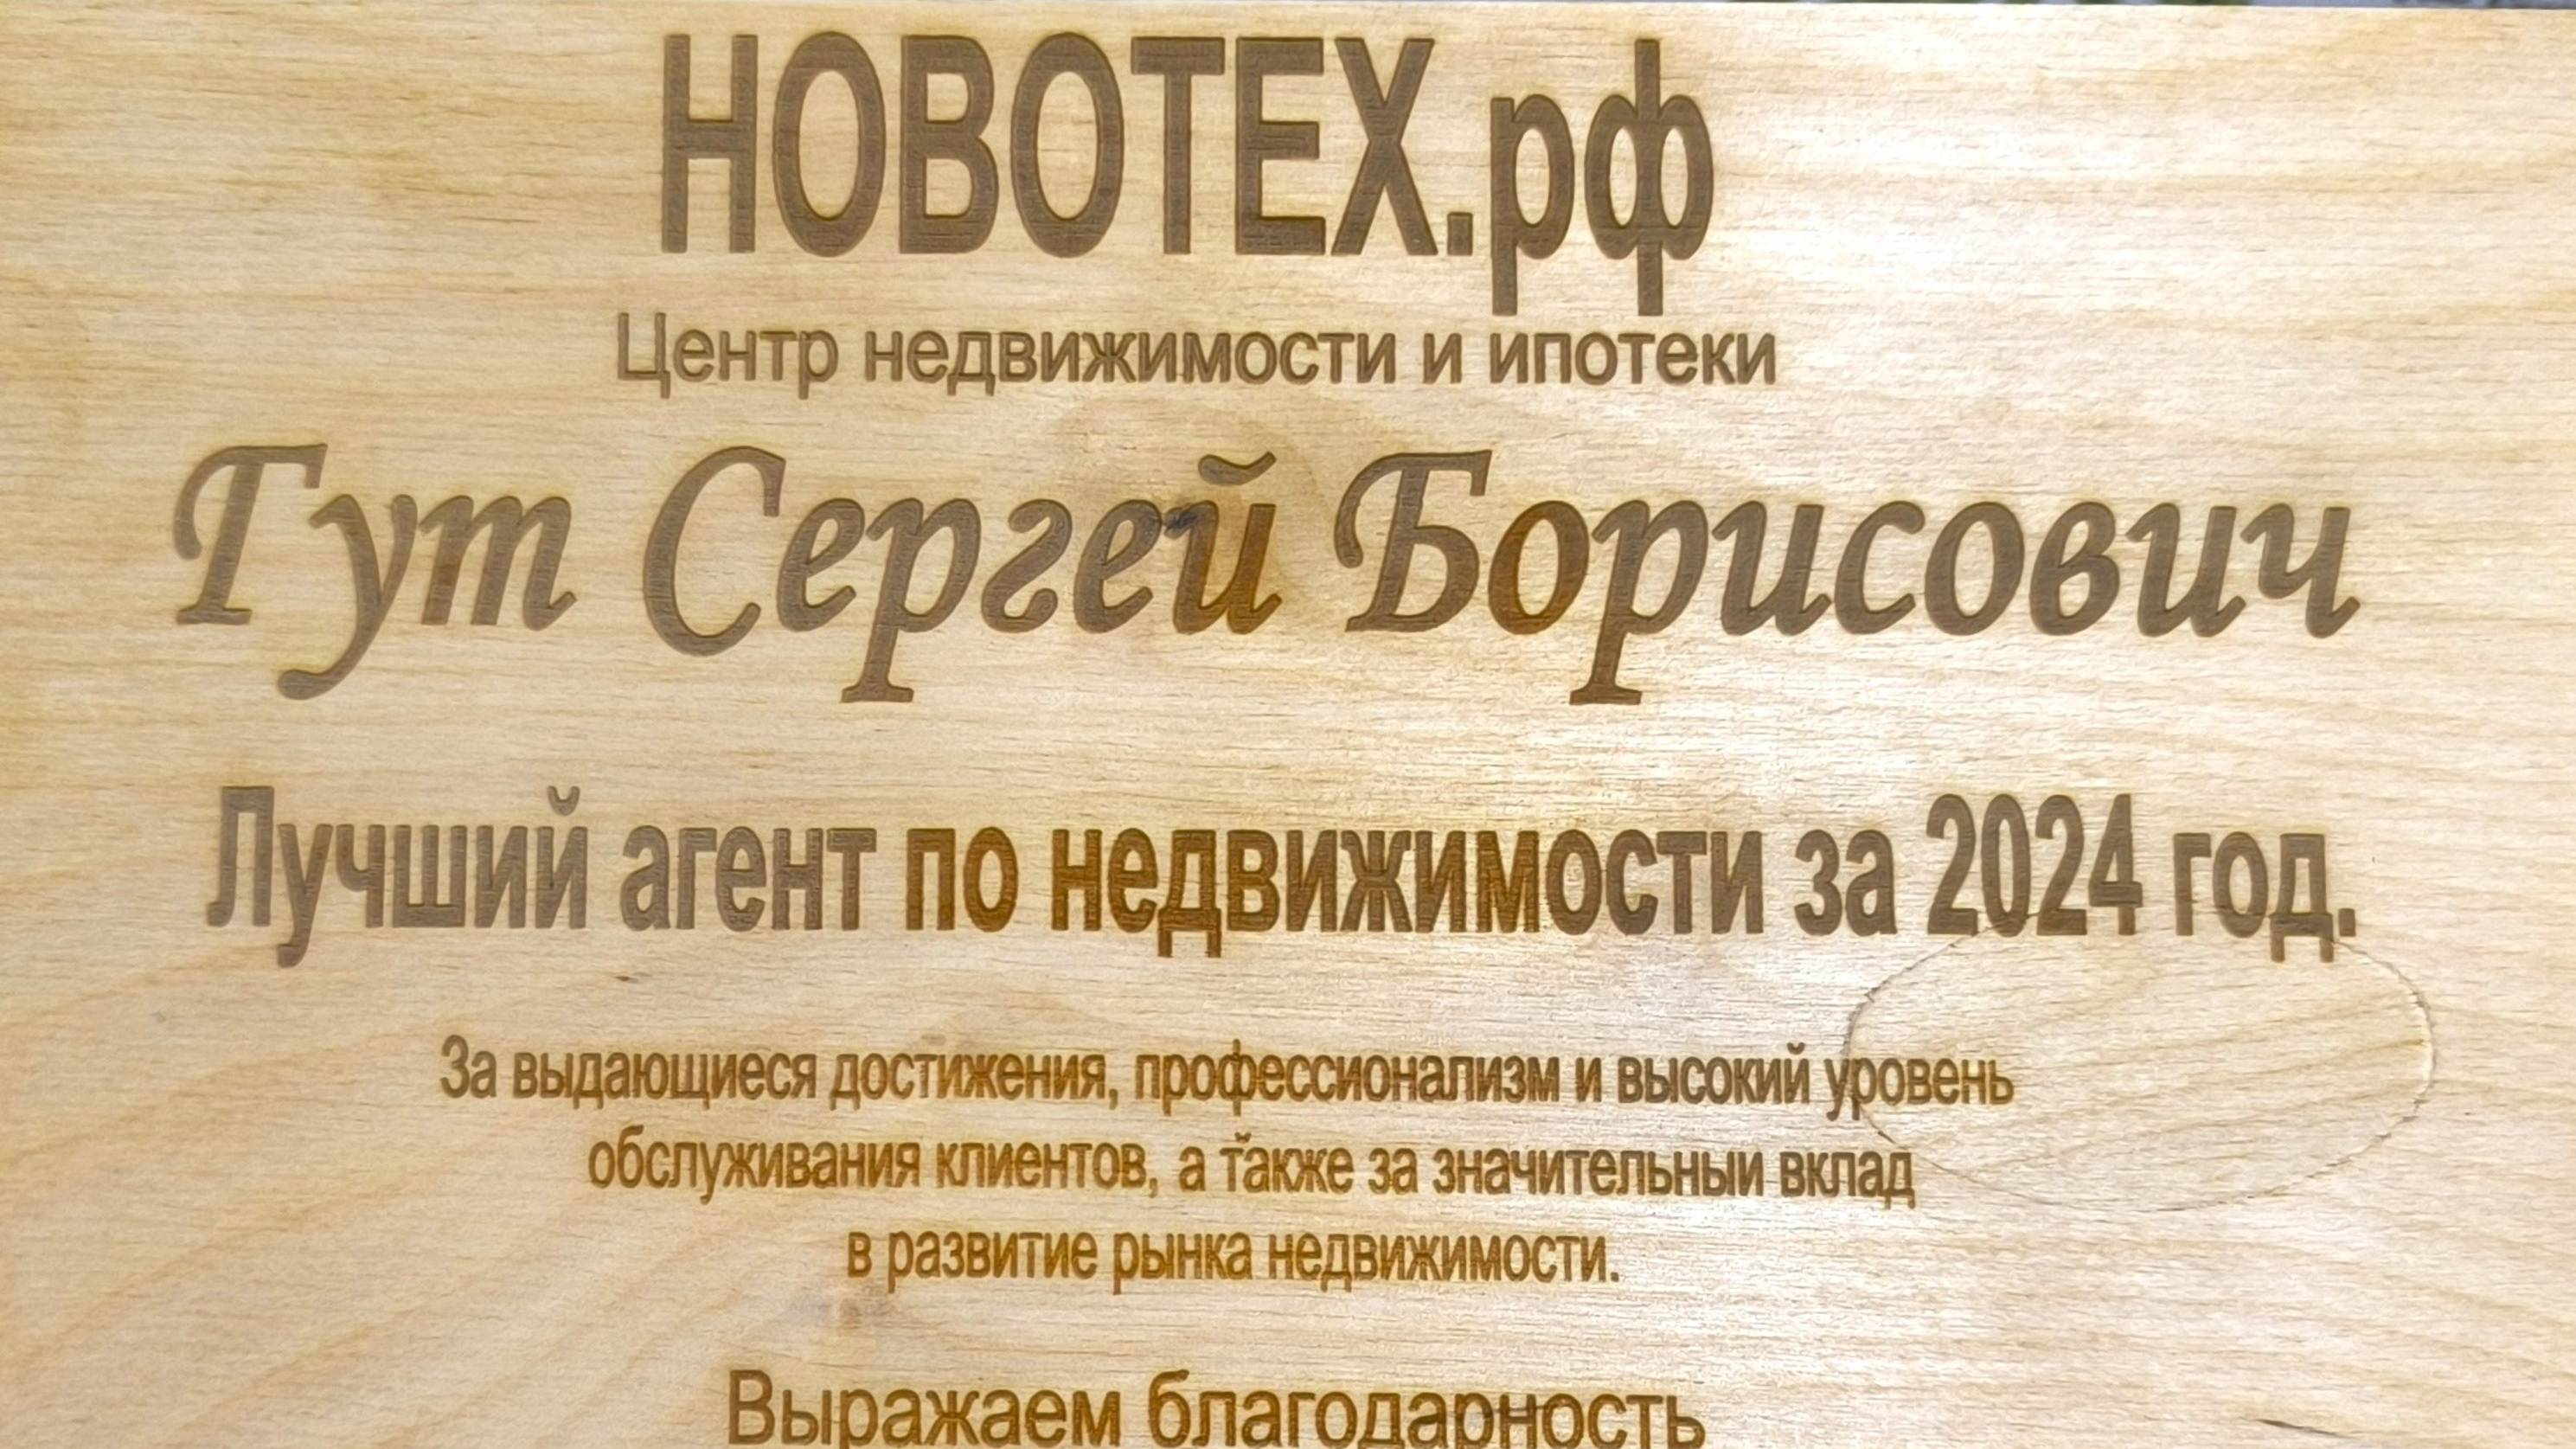 НОВОТЕХ.рф
Центр недвижимости и ипотеки
Гут Сергей Борисович
Лучший агент по недвижимости за 2024 год.
За выдающиеся достижения, профессионализм и высокий уровень
обслуживания клиентов, а также за значительный вклад
в развитие рынка недвижимости.
Выражаем благодарность